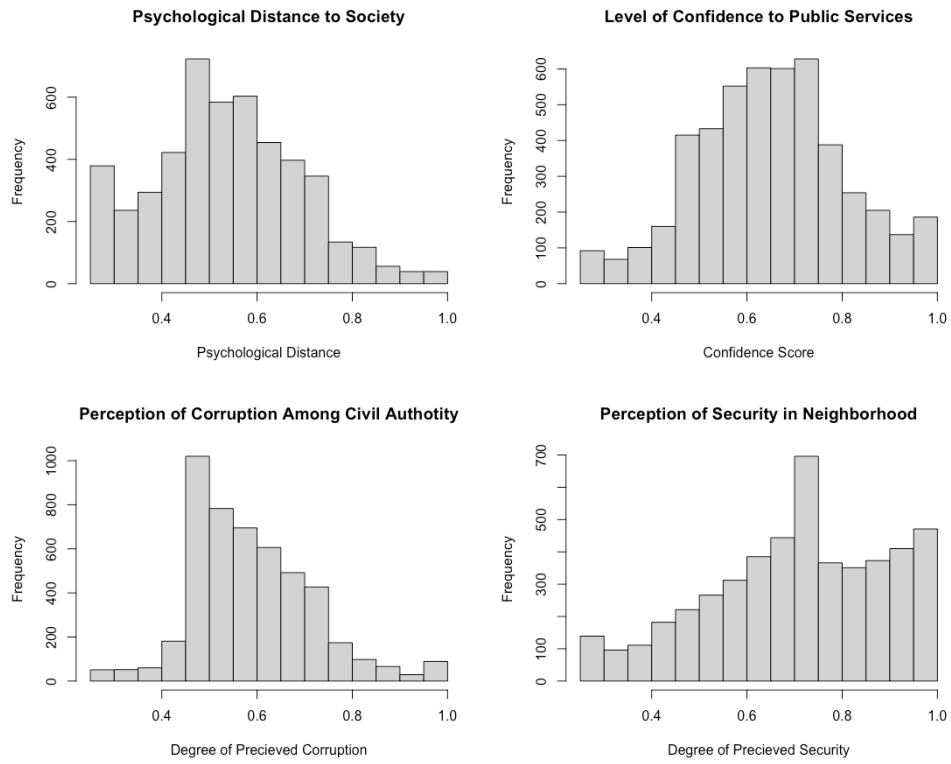 Psychological Distance to Society
Frequency
0 200 400 600
0.4 0.6 0.8 1.0
Psychological Distance
Level of Confidence to Public Services
Frequency
0 100 200 300 400 500 600
0.4 0.6 0.8 1.0
Confidence Score
Perception of Corruption Among Civil Authotity
Frequency
0 200 400 600 800 1000
0.4 0.6 0.8 1.0
Degree of Precieved Corruption
Perception of Security in Neighborhood
Frequency
0 100 300 500 700
0.4 0.6 0.8 1.0
Degree of Precieved Security